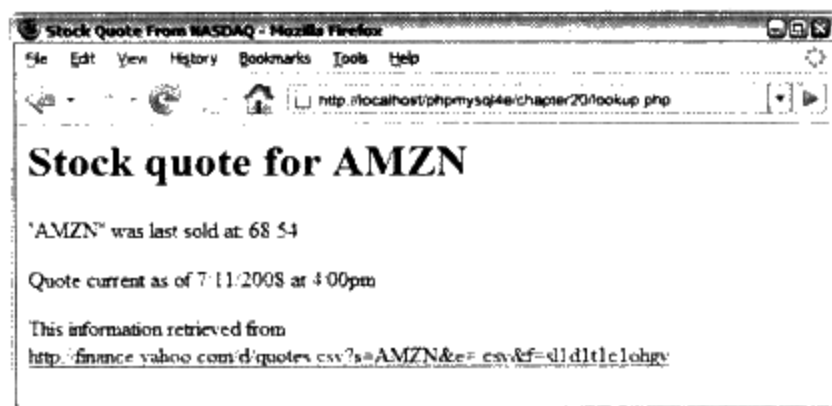 Stock Quote From NASDAQ - Mozilla Firefox
File Edit View History Bookmarks Tools Help
http://localhost/phpmysql4e/chapter20/lookup.php
Stock quote for AMZN
"AMZN" was last sold at: 68.54
Quote current as of 7/11/2008 at 4:00pm
This information retrieved from
http://finance.yahoo.com/d/quotes.csv?s=AMZN&e=.csv&f=sl1d1t1c1ohgv